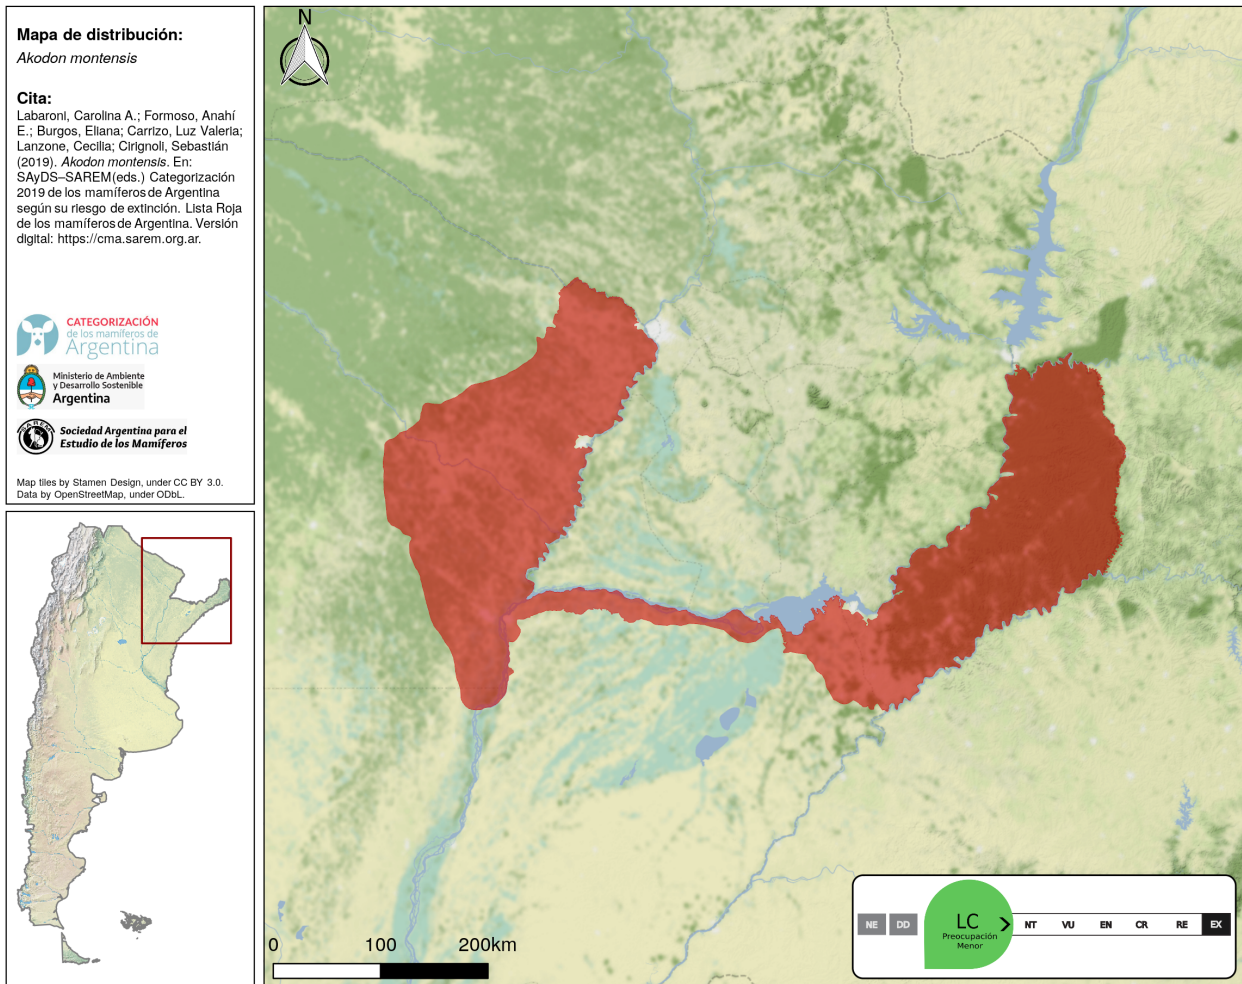 Mapa de distribución:
Akodon montensis
Cita:
Labaroni, Carolina A.; Formoso, Anahí
E.; Burgos, Eliana; Carrizo, Luz Valeria;
Lanzone, Cecilia; Cirignoli, Sebastián
(2019). Akodon montensis. En:
SAyDS–SAREM(eds.) Categorización
2019 de los mamíferos de Argentina
según su riesgo de extinción. Lista Roja
de los mamíferos de Argentina. Versión
digital: https://cma.sarem.org.ar.
CATEGORIZACIÓN
de los mamíferos de
Argentina
Ministerio de Ambiente
y Desarrollo Sostenible
Argentina
SAREM
Sociedad Argentina para el
Estudio de los Mamíferos
Map tiles by Stamen Design, under CC BY 3.0.
Data by OpenStreetMap, under ODbL.
N
0 100 200km
NE DD LC NT VU EN CR RE EX
Preocupación
Menor